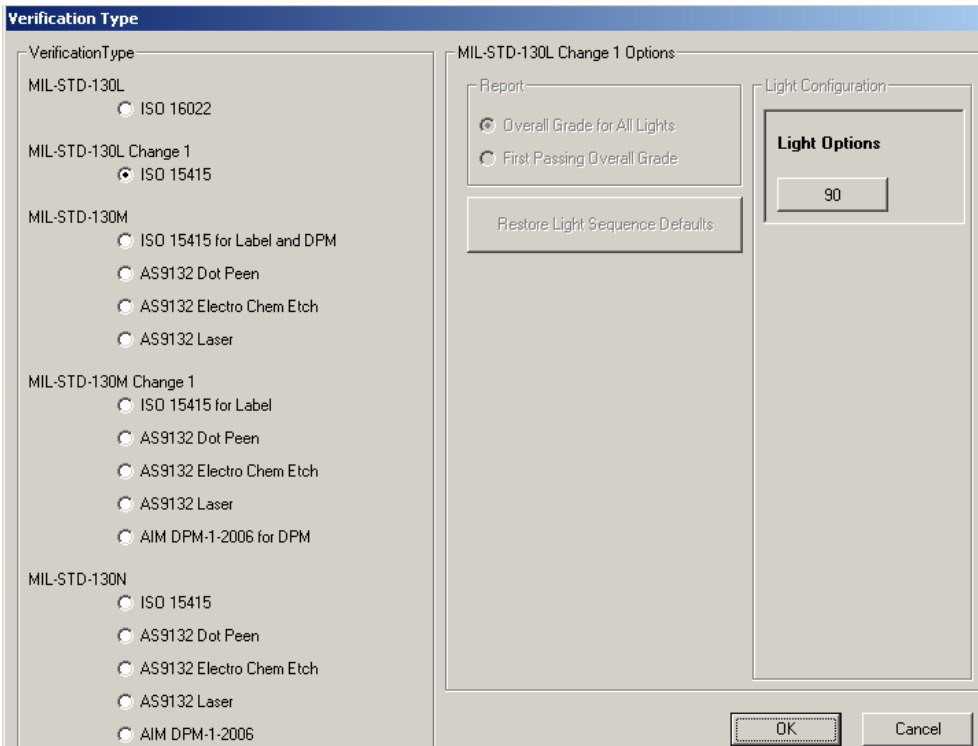 Verification Type
VerificationType
MIL-STD-130L
ISO 16022
MIL-STD-130L Change 1
ISO 15415
MIL-STD-130M
ISO 15415 for Label and DPM
AS9132 Dot Peen
AS9132 Electro Chem Etch
AS9132 Laser
MIL-STD-130M Change 1
ISO 15415 for Label
AS9132 Dot Peen
AS9132 Electro Chem Etch
AS9132 Laser
AIM DPM-1-2006 for DPM
MIL-STD-130N
ISO 15415
AS9132 Dot Peen
AS9132 Electro Chem Etch
AS9132 Laser
AIM DPM-1-2006
MIL-STD-130L Change 1 Options
Report
Overall Grade for All Lights
First Passing Overall Grade
Restore Light Sequence Defaults
Light Configuration
Light Options
90
OK
Cancel